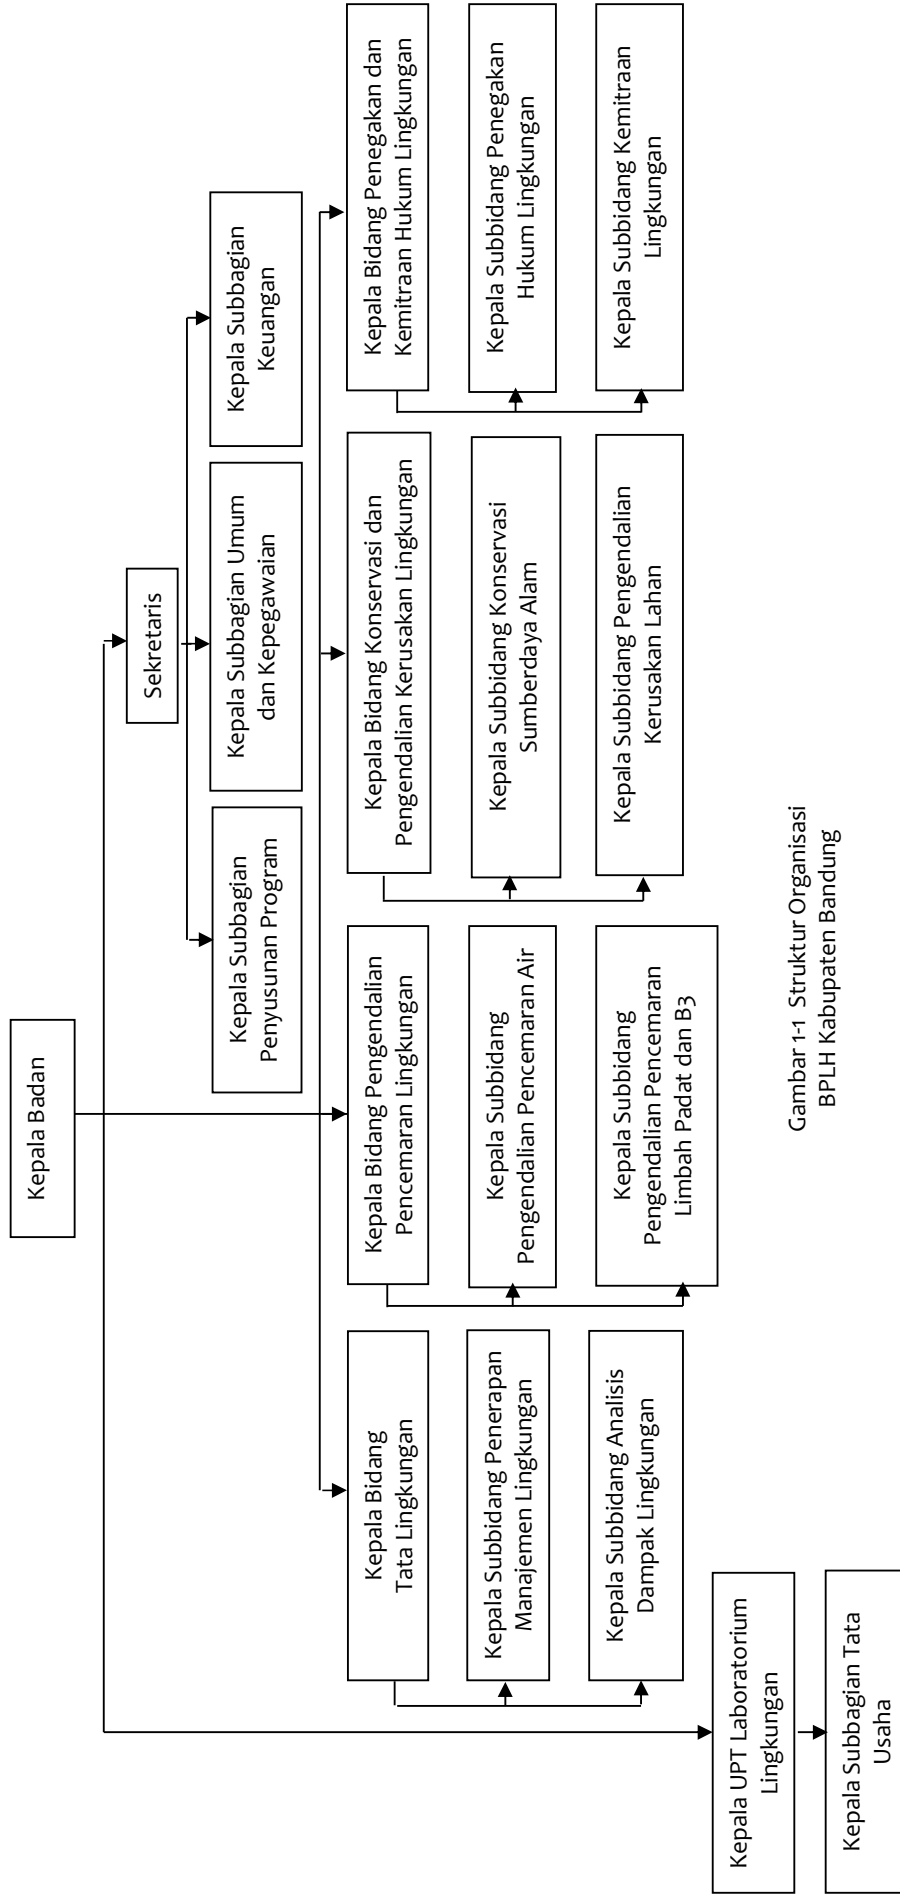 Kepala Badan
Sekretaris
Kepala Subbagian
Penyusunan Program
Kepala Subbagian Umum
dan Kepegawaian
Kepala Subbagian
Keuangan
Kepala Bidang
Tata Lingkungan
Kepala Bidang Pengendalian
Pencemaran Lingkungan
Kepala Bidang Konservasi dan
Pengendalian Kerusakan Lingkungan
Kepala Bidang Penegakan dan
Kemitraan Hukum Lingkungan
Kepala Subbidang Penerapan
Manajemen Lingkungan
Kepala Subbidang
Pengendalian Pencemaran Air
Kepala Subbidang Konservasi
Sumberdaya Alam
Kepala Subbidang Penegakan
Hukum Lingkungan
Kepala Subbidang Analisis
Dampak Lingkungan
Kepala Subbidang
Pengendalian Pencemaran
Limbah Padat dan B3
Kepala Subbidang Pengendalian
Kerusakan Lahan
Kepala Subbidang Kemitraan
Lingkungan
Kepala UPT Laboratorium
Lingkungan
Kepala Subbagian Tata
Usaha
Gambar 1-1 Struktur Organisasi
BPLH Kabupaten Bandung